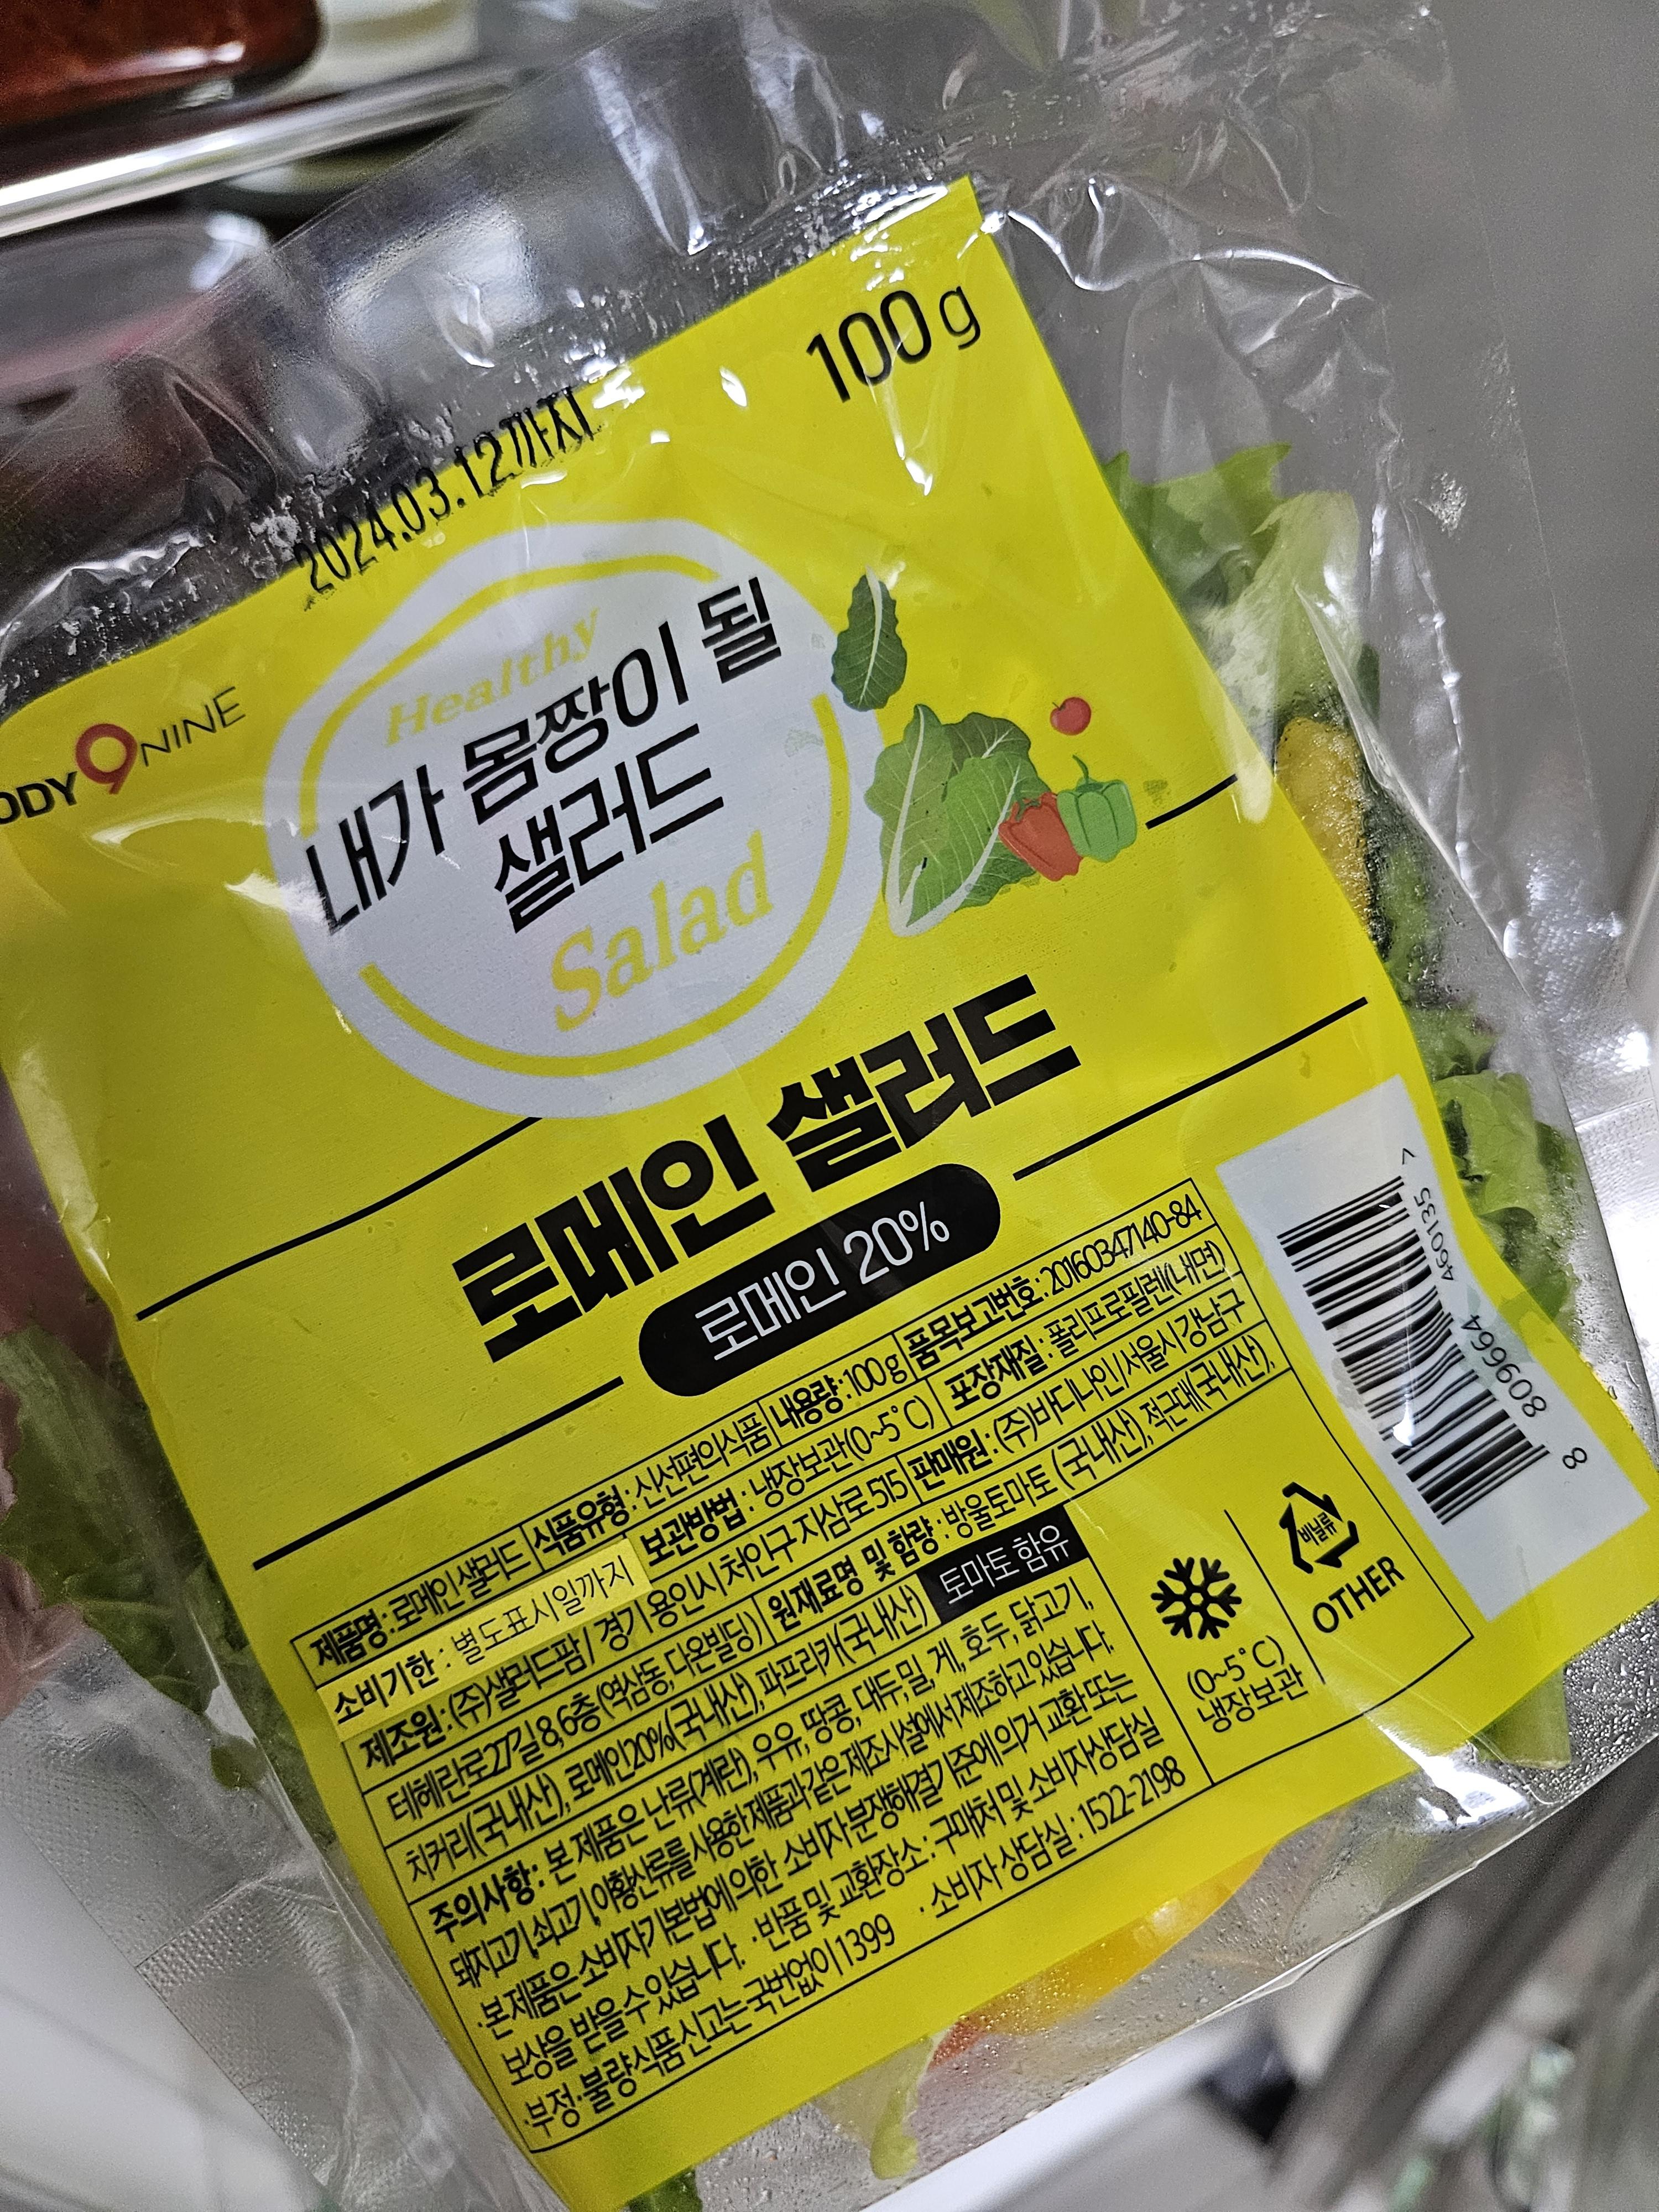 100g
2024.03.12까지
ODY9NINE
Healthy
내가 몸짱이 될
샐러드
Salad
로메인 샐러드
로메인 20%
제품명 : 로메인 샐러드 식품유형 : 신선편의식품 내용량 : 100g 품목보고번호 : 20160347140-84
소비기한 : 별도표시일까지 보관방법 : 냉장보관(0~5°C) 포장재질 : 폴리프로필렌(내면)
제조원 : (주)샐러드팜 / 경기 용인시 처인구 지삼로 515 판매원 : (주)바디나인/서울시 강남구
테헤란로27길 8,6층(역삼동, 다온빌딩) 원재료명 및 함량 : 방울토마토 (국내산), 적근대(국내산),
치커리(국내산), 로메인20%(국내산), 파프리카(국내산) 토마토 함유
주의사항 : 본 제품은 난류(계란), 우유, 땅콩, 대두, 밀, 게, 호두, 닭고기,
돼지고기, 쇠고기, 아황산류를 사용한 제품과 같은 제조시설에서 제조하고 있습니다.
·본 제품은 소비자기본법에 의한 소비자분쟁해결기준에 의거 교환 또는
보상을 받을 수 있습니다. ·반품 및 교환장소 : 구매처 및 소비자상담실
·부정·불량식품 신고는 국번없이 1399 ·소비자 상담실 : 1522-2198
(0~5°C)
냉장보관
비닐류
OTHER
8 809664 460135 >